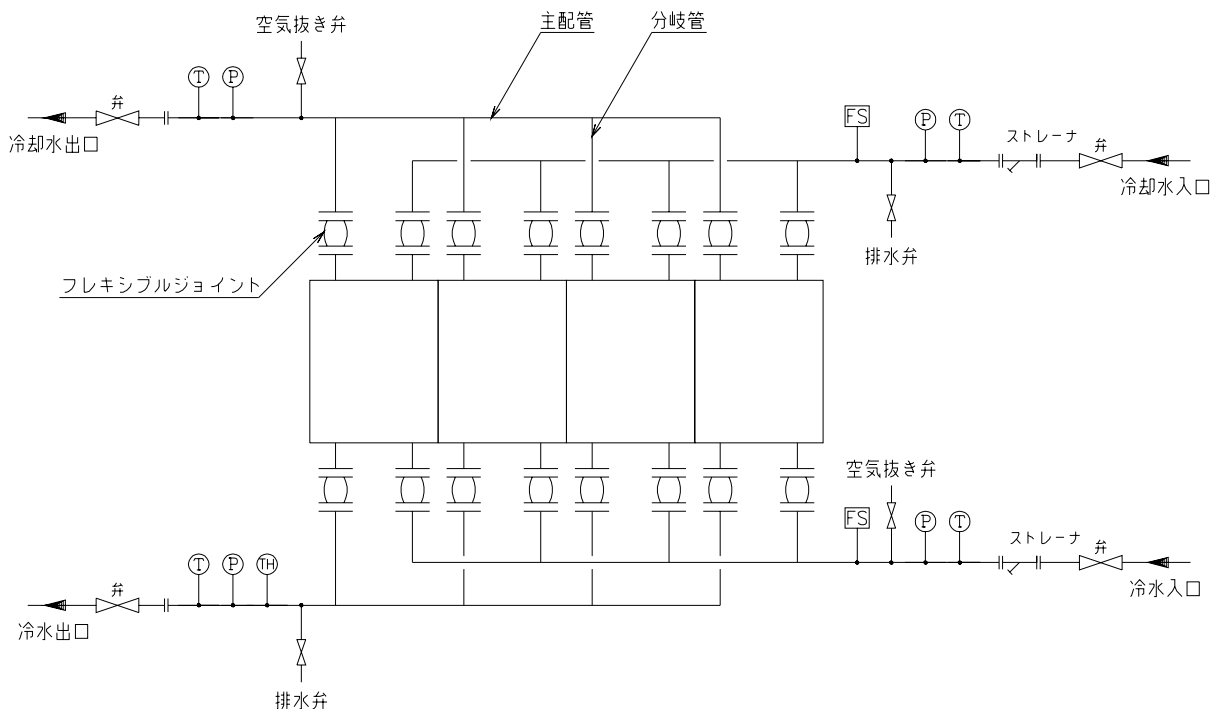 空気抜き弁
主配管
分岐管
T
P
弁
冷却水出口
FS
P
T
ストレーナ
弁
冷却水入口
排水弁
フレキシブルジョイント
空気抜き弁
FS
P
T
ストレーナ
弁
冷水入口
T
P
TH
弁
冷水出口
排水弁